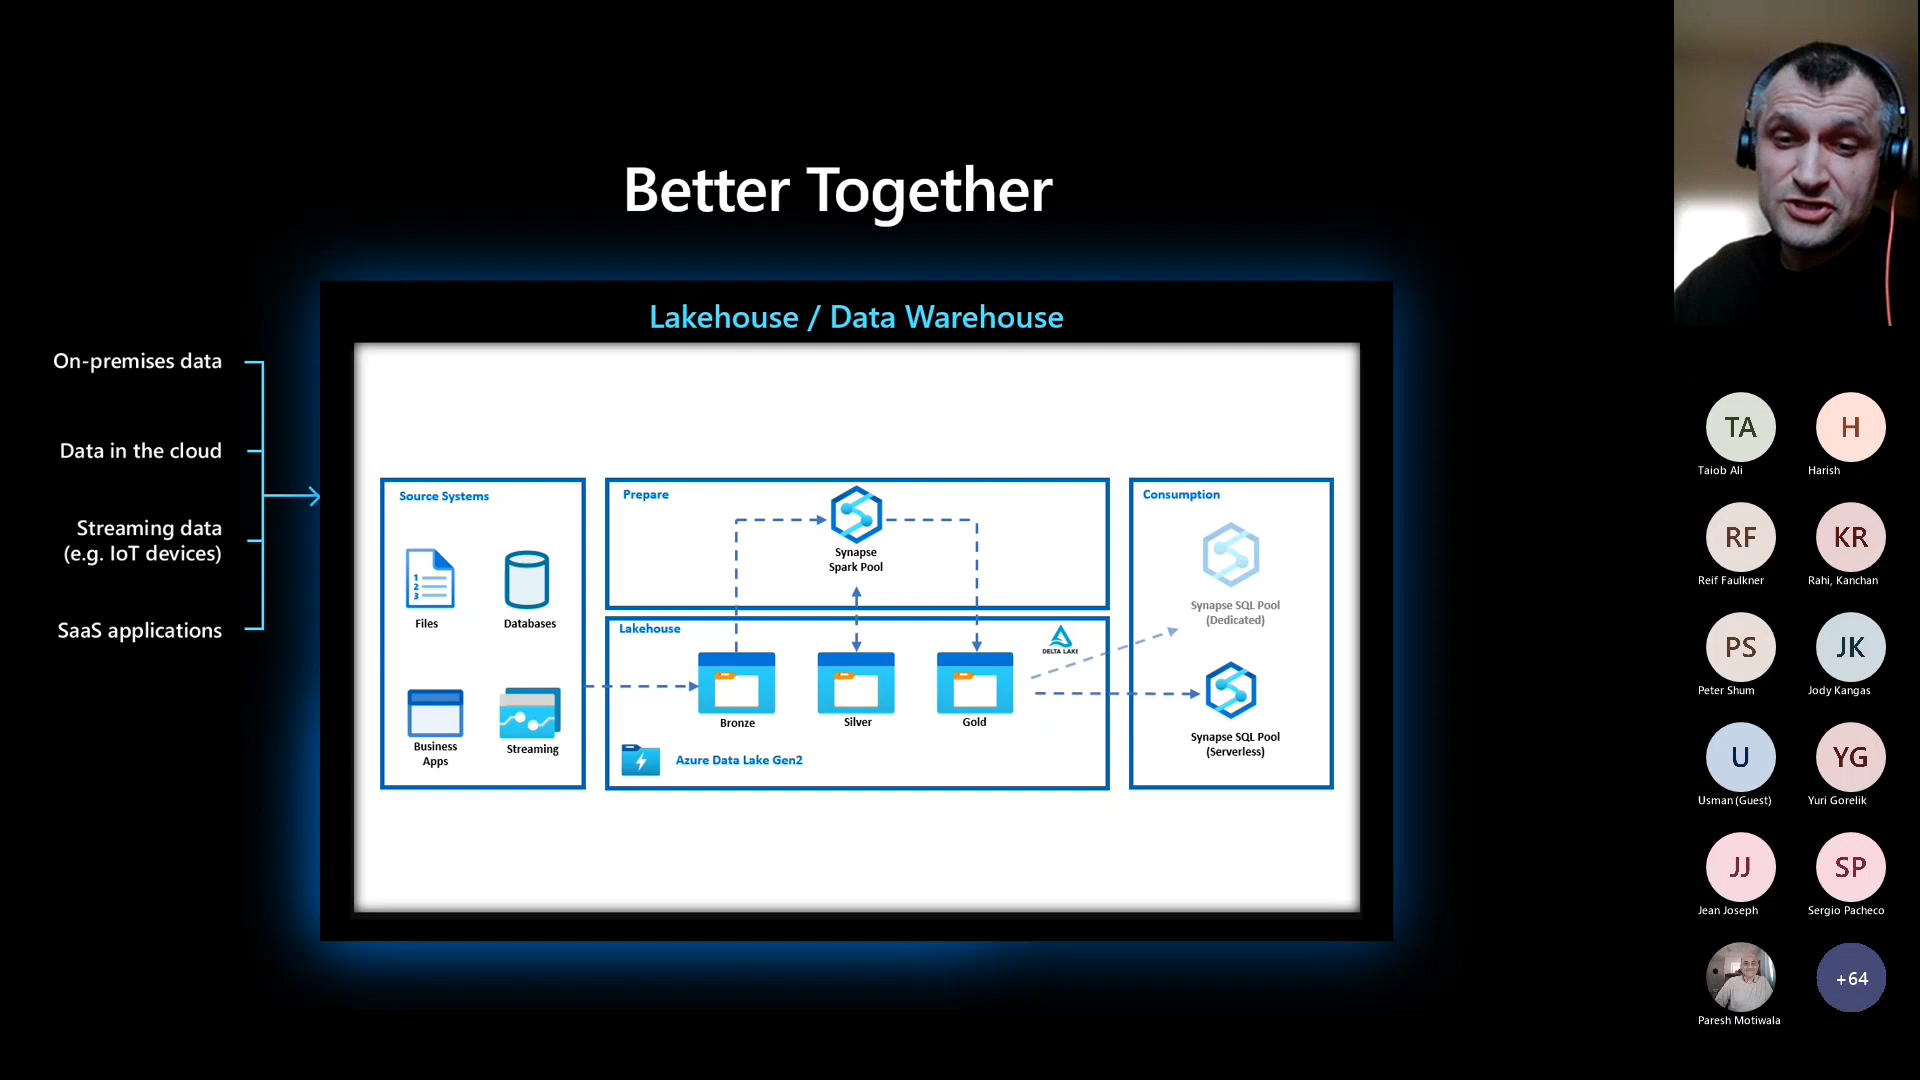 Better Together
Lakehouse / Data Warehouse
On-premises data
Data in the cloud
Streaming data
(e.g. IoT devices)
SaaS applications
Source Systems
1
2
3
Files
Databases
Business
Apps
Streaming
Prepare
Synapse
Spark Pool
Lakehouse
DELTA LAKE
Bronze
Silver
Gold
Azure Data Lake Gen2
Consumption
Synapse SQL Pool
(Dedicated)
Synapse SQL Pool
(Serverless)
TA
Taiob Ali
H
Harish
RF
Reif Faulkner
KR
Rahi, Kanchan
PS
Peter Shum
JK
Jody Kangas
U
Usman (Guest)
YG
Yuri Gorelik
JJ
Jean Joseph
SP
Sergio Pacheco
Paresh Motiwala
+64